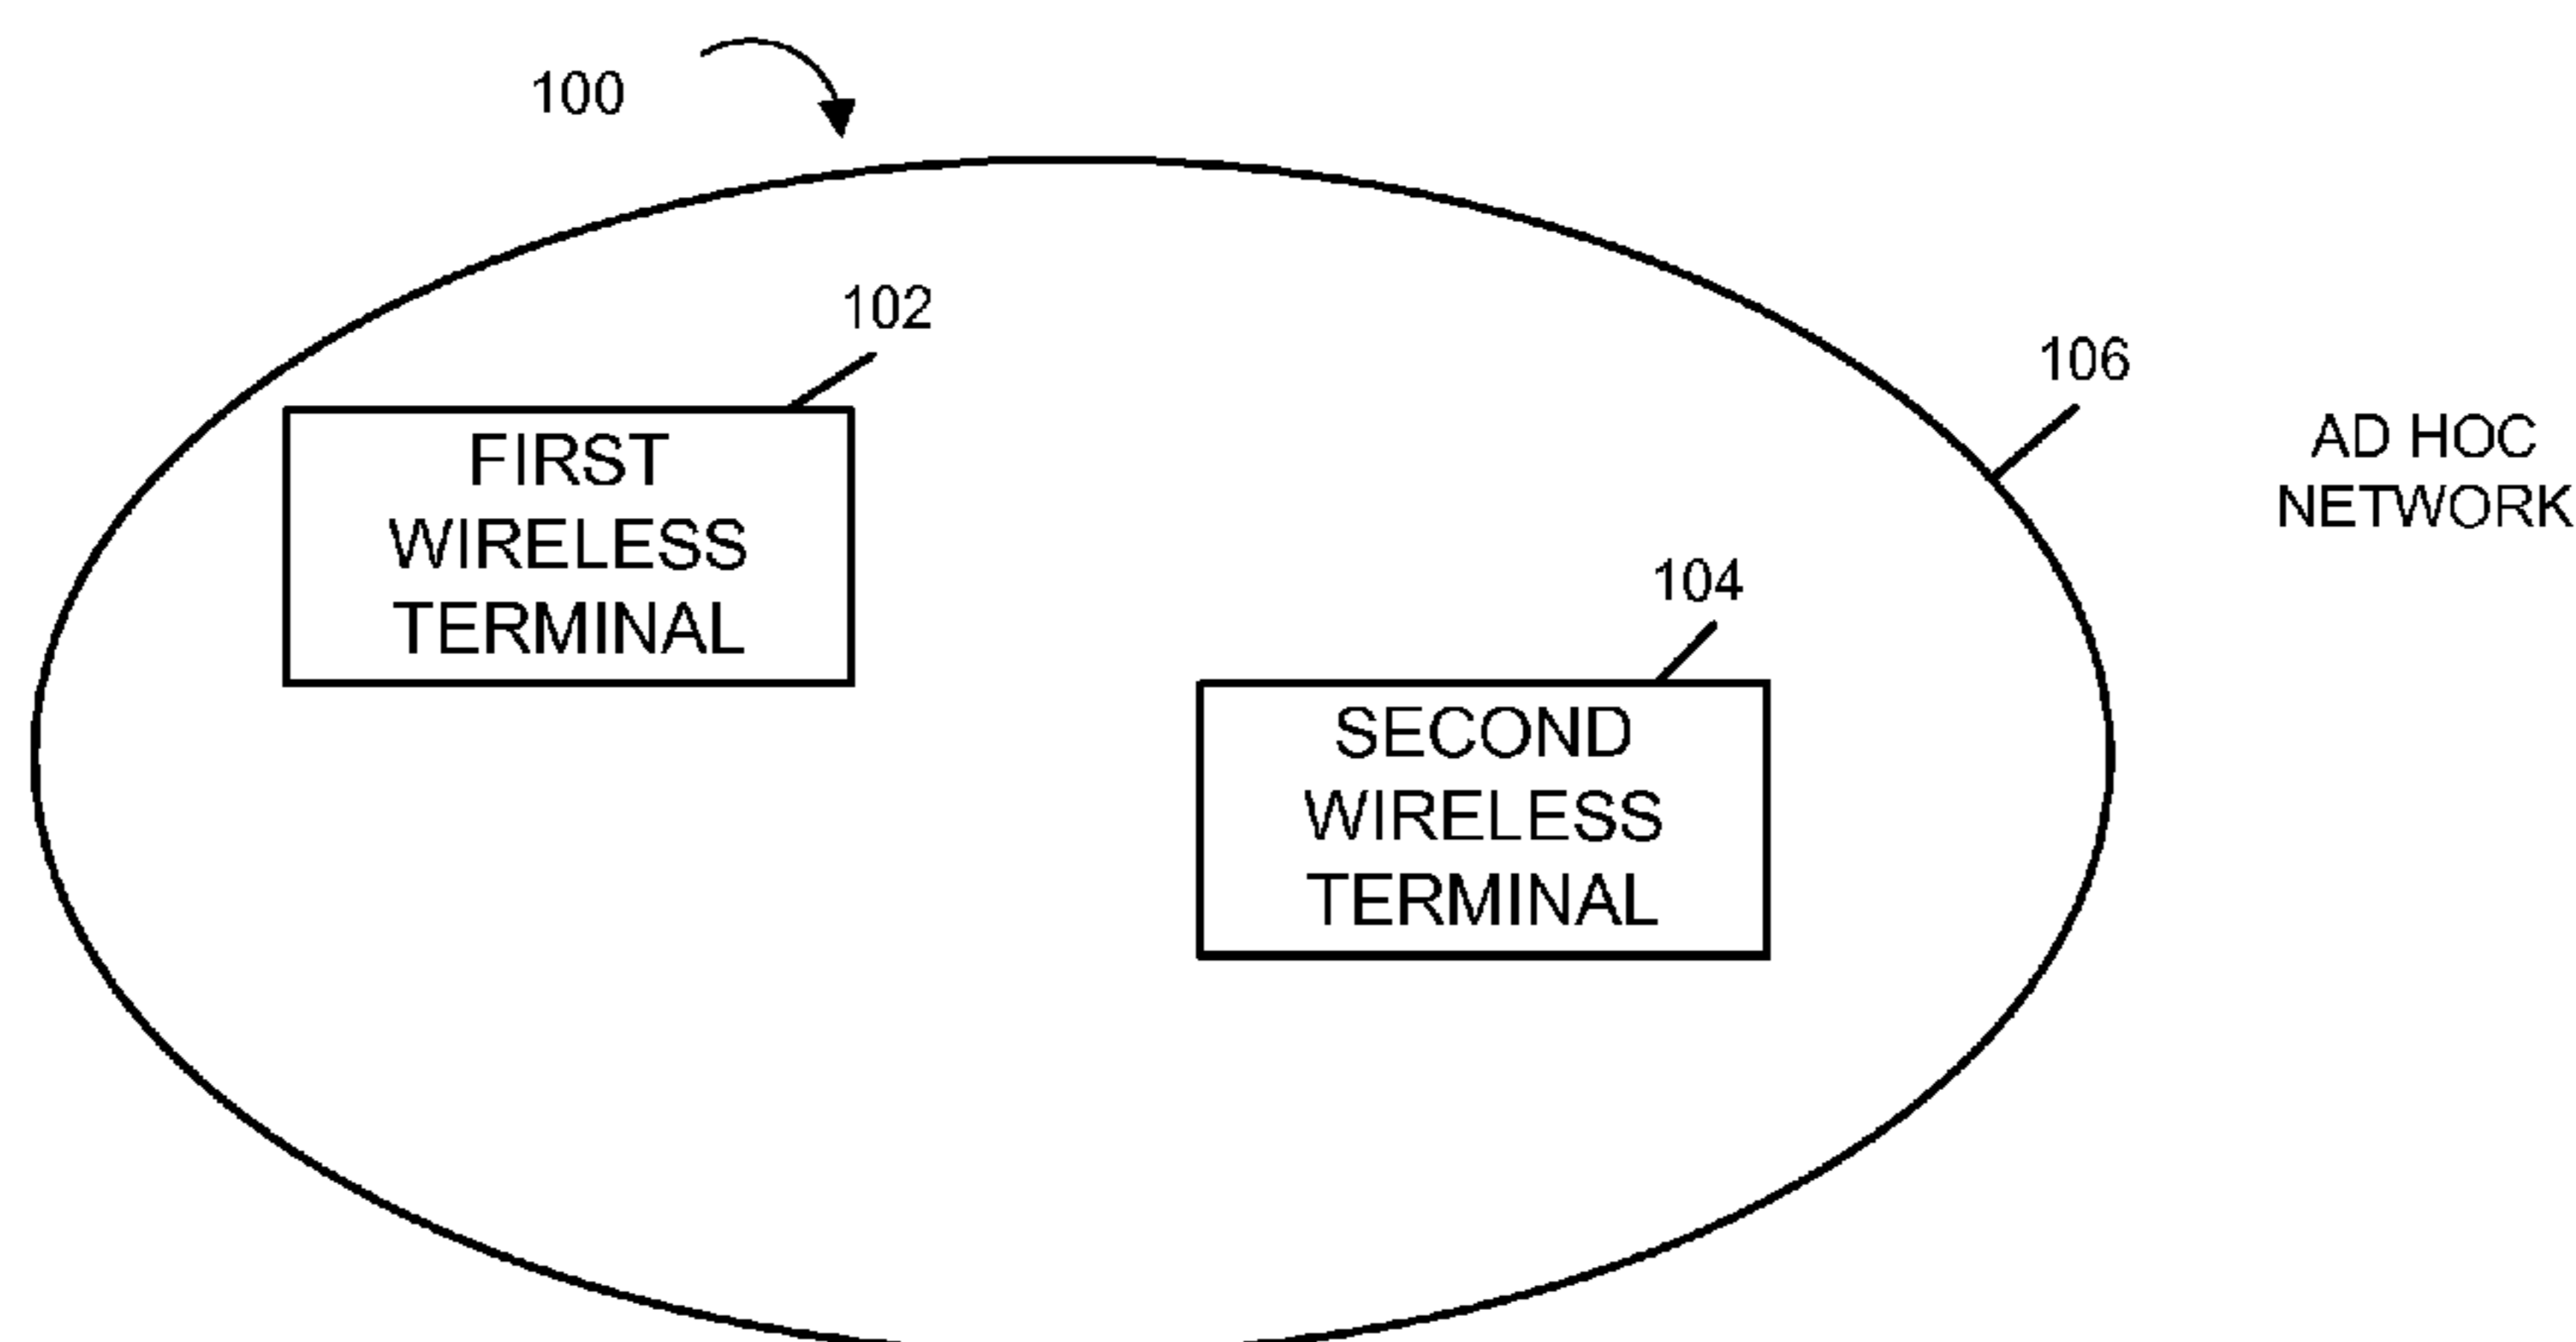 100
102
106
AD HOC
NETWORK
FIRST
WIRELESS
TERMINAL
104
SECOND
WIRELESS
TERMINAL